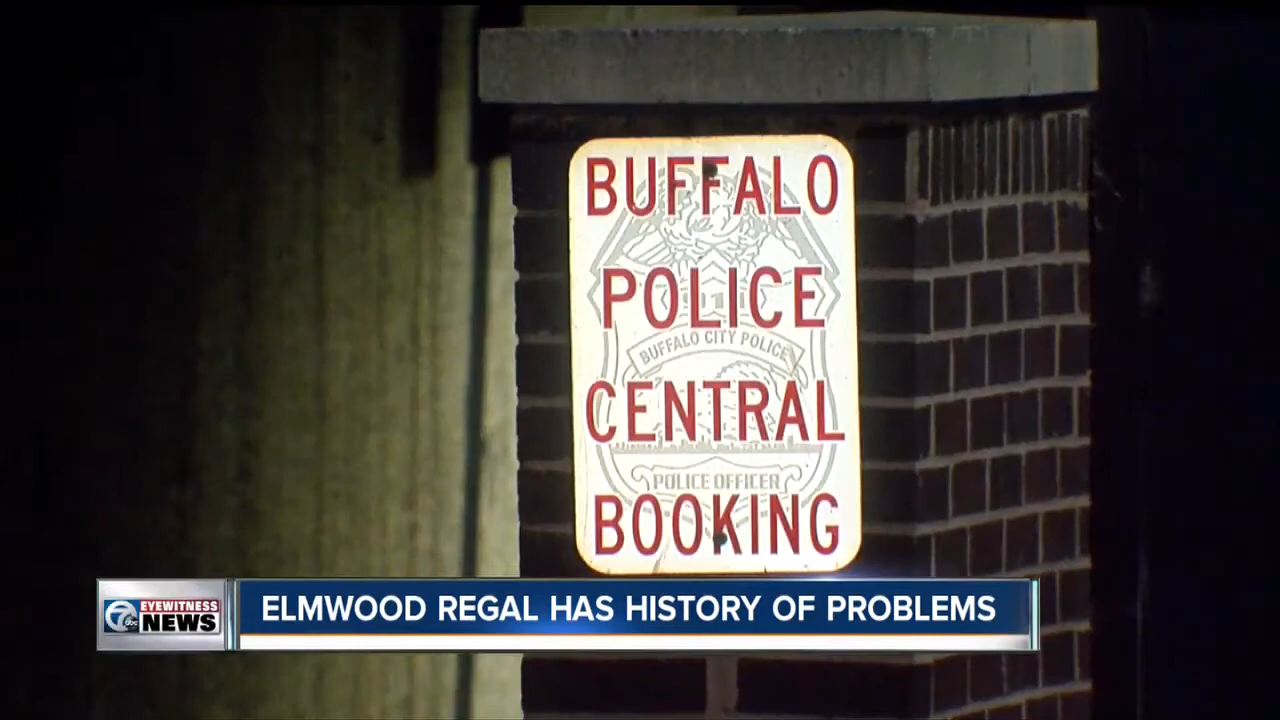 BUFFALO
POLICE
BUFFALO CITY POLICE
CENTRAL
POLICE OFFICER
BOOKING
7 abc EYEWITNESS
NEWS
ELMWOOD REGAL HAS HISTORY OF PROBLEMS